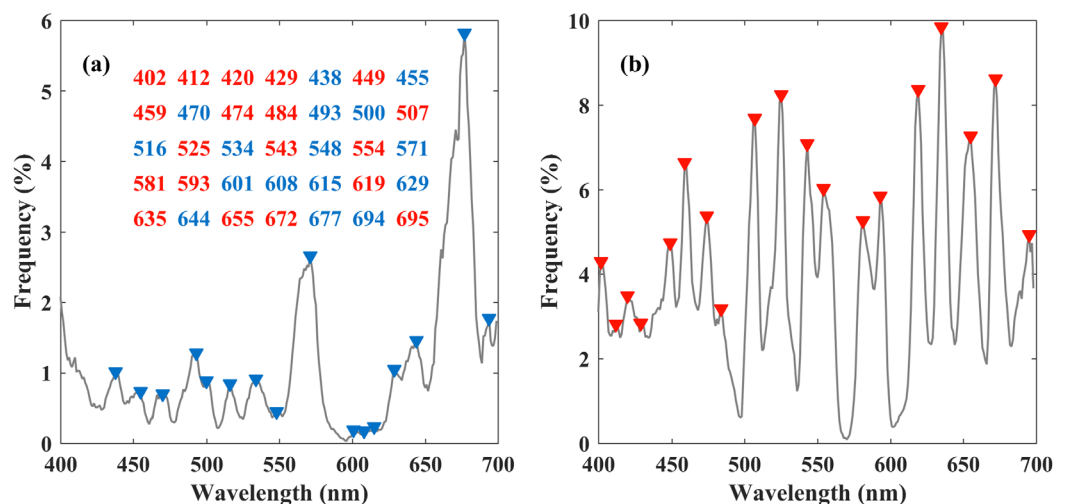 (a)
402 412 420 429 438 449 455
459 470 474 484 493 500 507
516 525 534 543 548 554 571
581 593 601 608 615 619 629
635 644 655 672 677 694 695
6
5
4
3
2
1
0
Frequency (%)
400 450 500 550 600 650 700
Wavelength (nm)
(b)
10
8
6
4
2
0
Frequency (%)
400 450 500 550 600 650 700
Wavelength (nm)